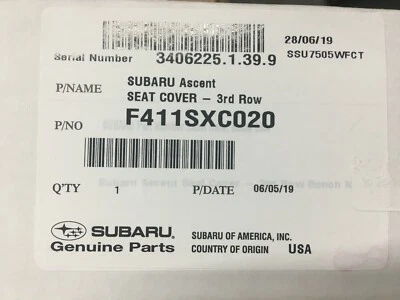 28/06/19
Serial Number 3406225.1.39.9 SSU7505WFCT
P/NAME SUBARU Ascent
SEAT COVER – 3rd Row
P/NO F411SXC020
Q'TY 1 P/DATE 06/05/19
SUBARU SUBARU OF AMERICA, INC.
Genuine Parts COUNTRY OF ORIGIN USA